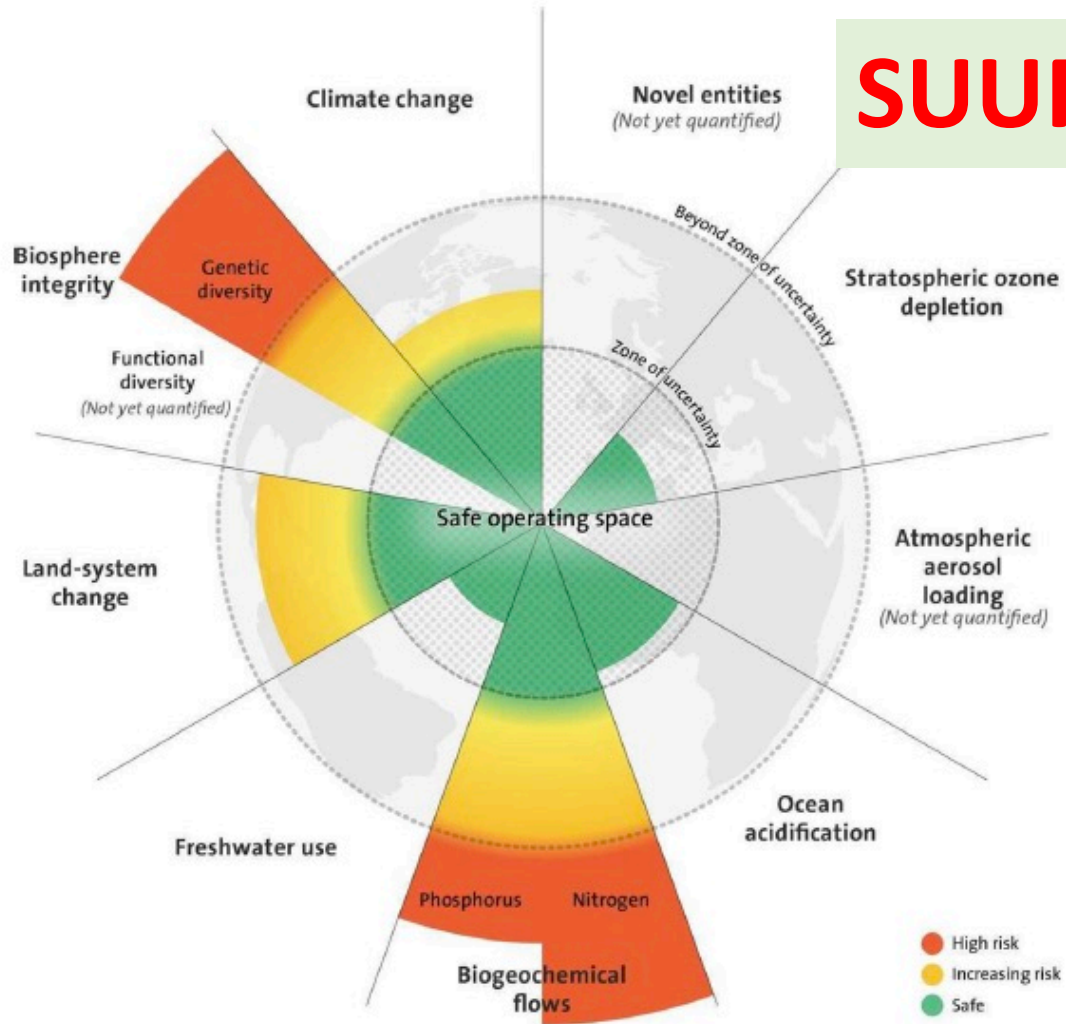 SUUI
Climate change
Novel entities
(Not yet quantified)
Beyond zone of uncertainty
Biosphere
integrity
Genetic
diversity
Stratospheric ozone
depletion
Functional
diversity
(Not yet quantified)
Zone of uncertainty
Safe operating space
Land-system
change
Atmospheric
aerosol
loading
(Not yet quantified)
Ocean
acidification
Freshwater use
Phosphorus
Nitrogen
Biogeochemical
flows
High risk
Increasing risk
Safe